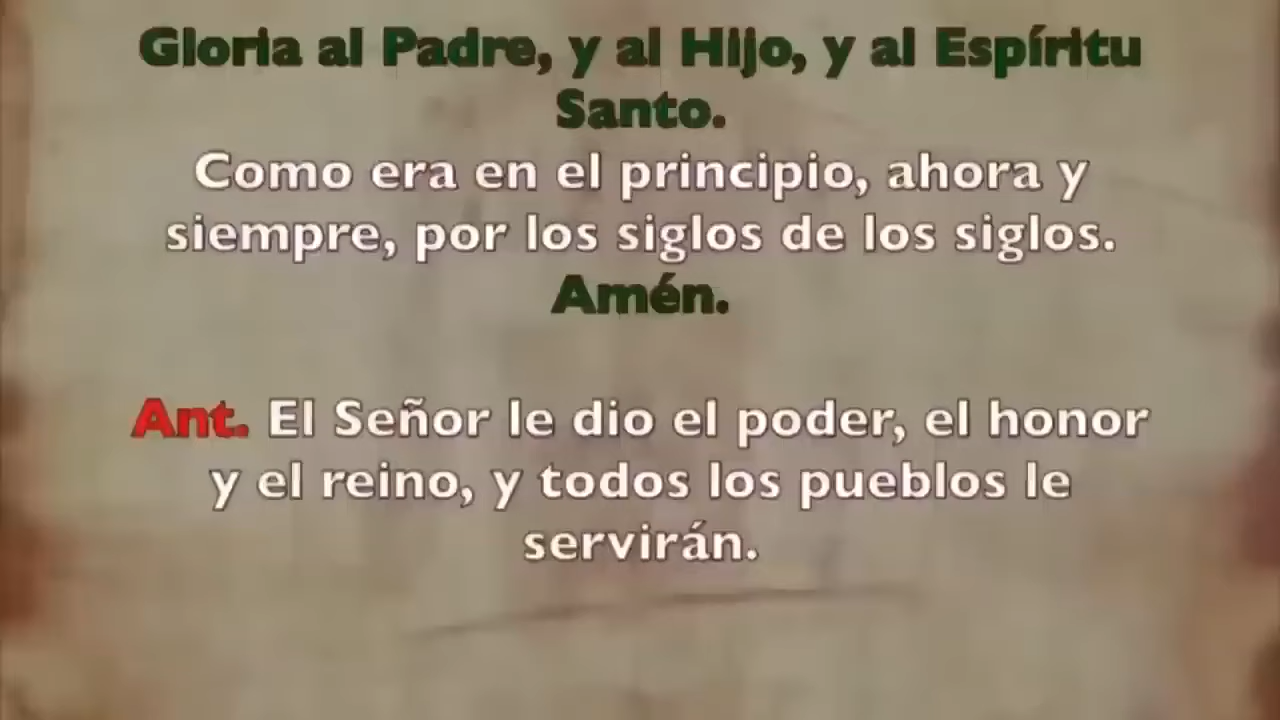 Gloria al Padre, y al Hijo, y al Espíritu
Santo.
Como era en el principio, ahora y
siempre, por los siglos de los siglos.
Amén.
Ant. El Señor le dio el poder, el honor
y el reino, y todos los pueblos le
servirán.